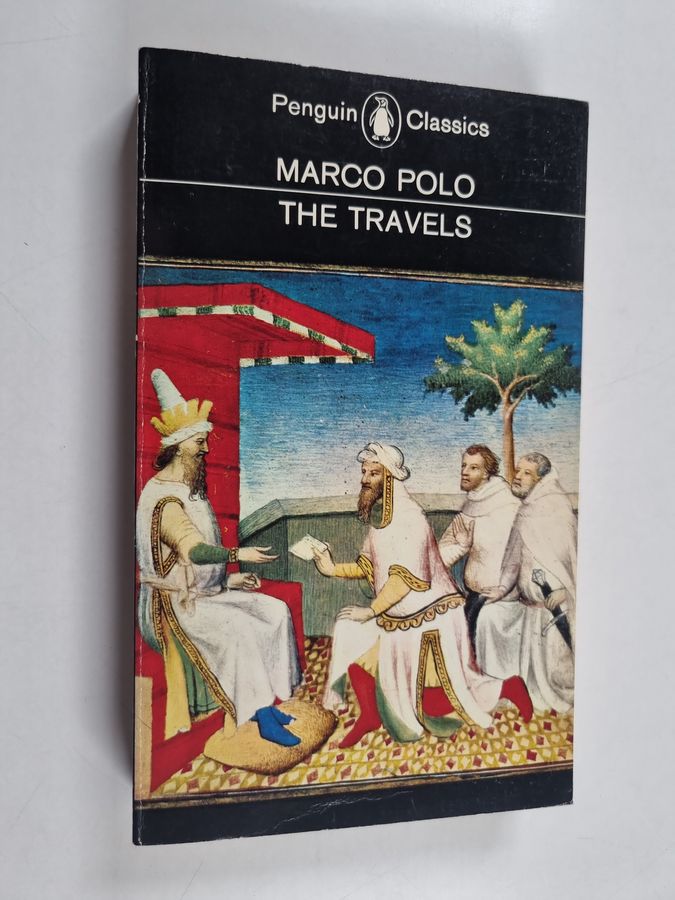 Penguin Classics
MARCO POLO
THE TRAVELS